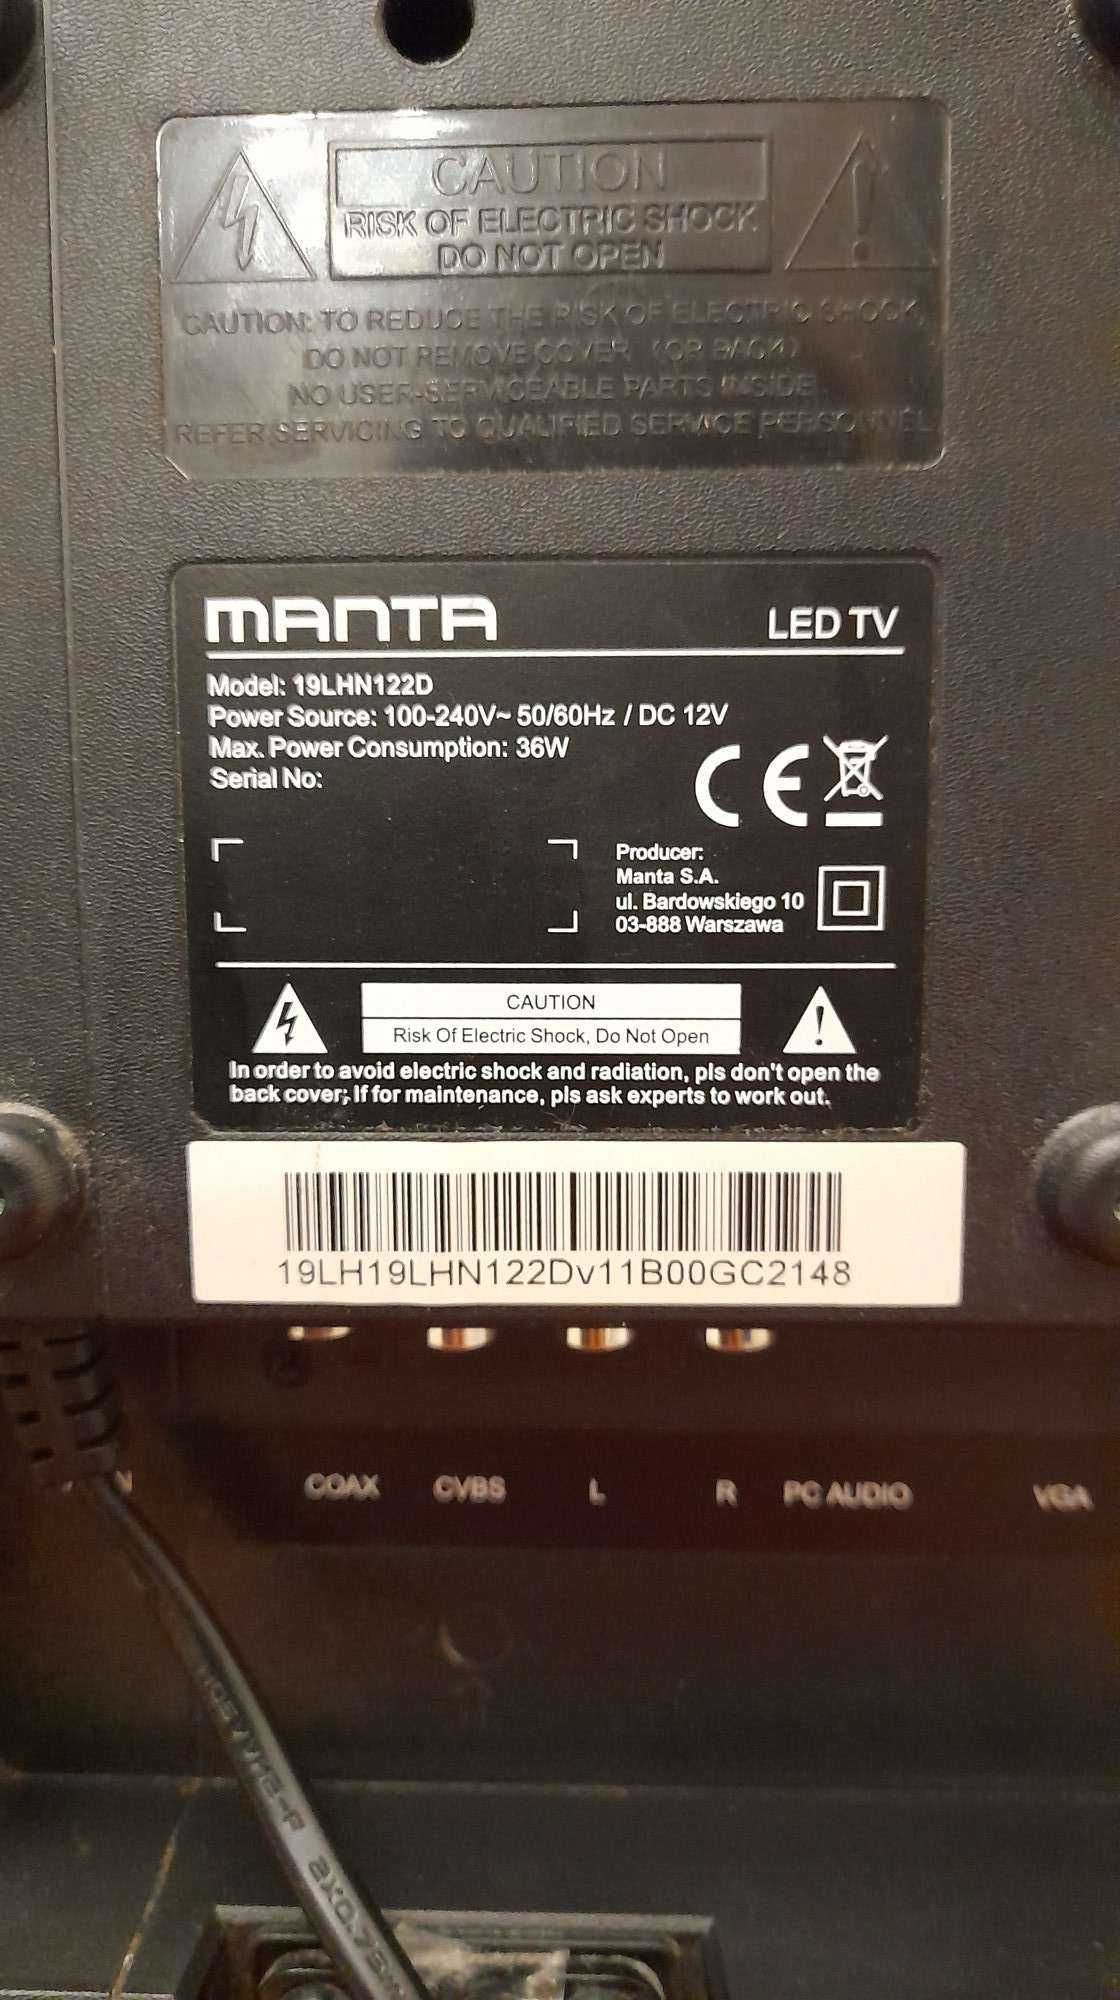 CAUTION
RISK OF ELECTRIC SHOCK
DO NOT OPEN
CAUTION: TO REDUCE THE RISK OF ELECTRIC SHOCK,
DO NOT REMOVE COVER (OR BACK)
NO USER-SERVICEABLE PARTS INSIDE
REFER SERVICING TO QUALIFIED SERVICE PERSONNEL
MANTA LED TV
Model: 19LHN122D
Power Source: 100-240V~ 50/60Hz / DC 12V
Max. Power Consumption: 36W
Serial No:
CE
Producer:
Manta S.A.
ul. Bardowskiego 10
03-888 Warszawa
CAUTION
Risk Of Electric Shock, Do Not Open
In order to avoid electric shock and radiation, pls don't open the
back cover; If for maintenance, pls ask experts to work out.
19LH19LHN122Dv11B00GC2148
COAX CVBS L R PC AUDIO VGA